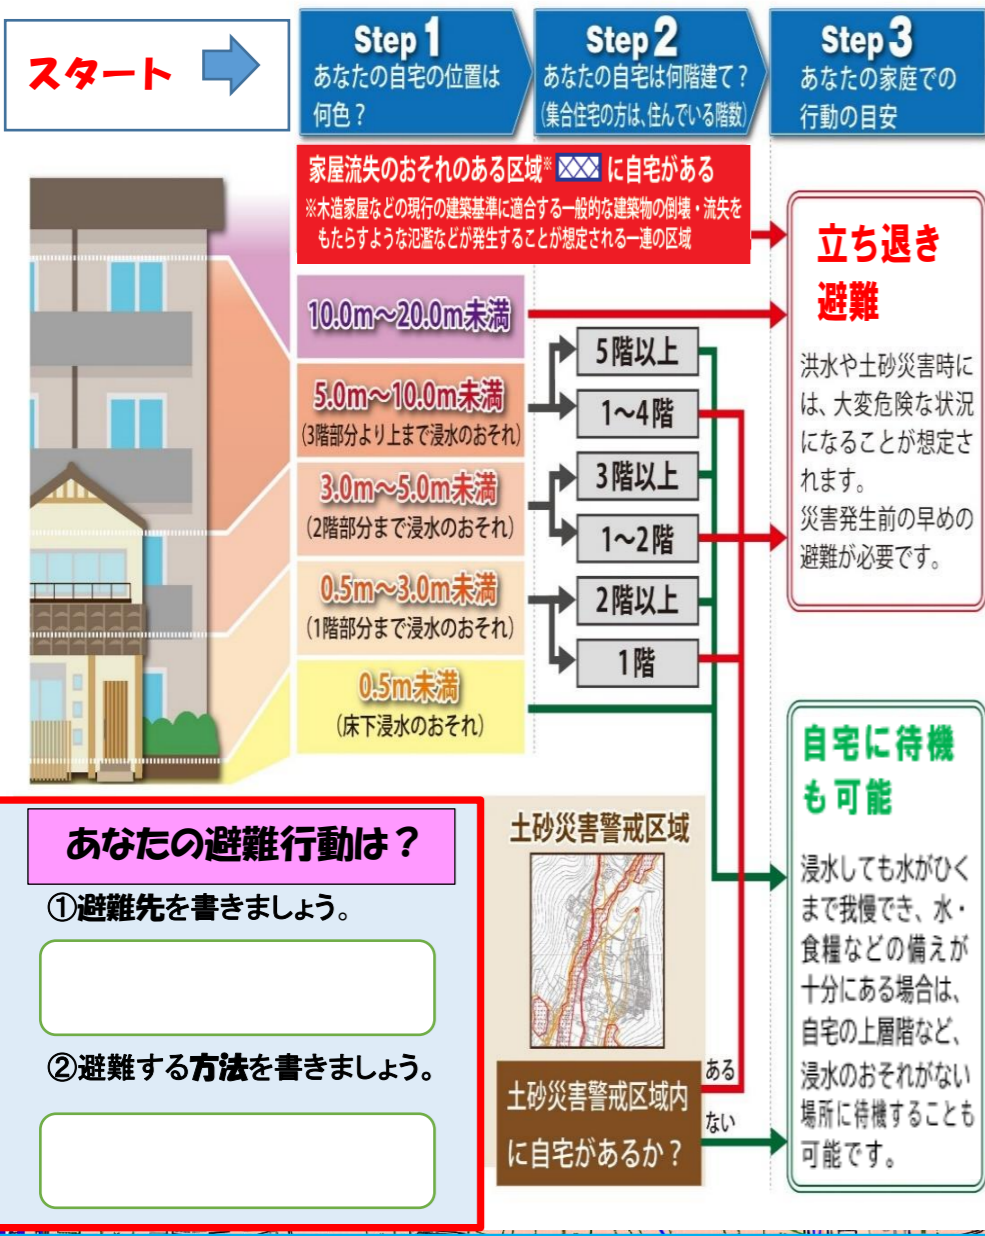 スタート
Step 1
あなたの自宅の位置は
何色？
Step 2
あなたの自宅は何階建て？
(集合住宅の方は、住んでいる階数)
Step 3
あなたの家庭での
行動の目安
家屋流失のおそれのある区域※ に自宅がある
※木造家屋などの現行の建築基準に適合する一般的な建築物の倒壊・流失を
もたらすような氾濫などが発生することが想定される一連の区域
10.0m～20.0m未満
5.0m～10.0m未満
(3階部分より上まで浸水のおそれ)
3.0m～5.0m未満
(2階部分まで浸水のおそれ)
0.5m～3.0m未満
(1階部分まで浸水のおそれ)
0.5m未満
(床下浸水のおそれ)
5階以上
1～4階
3階以上
1～2階
2階以上
1階
立ち退き
避難
洪水や土砂災害時に
は、大変危険な状況
になることが想定さ
れます。
災害発生前の早めの
避難が必要です。
自宅に待機
も可能
浸水しても水がひく
まで我慢でき、水・
食糧などの備えが
十分にある場合は、
自宅の上層階など、
浸水のおそれがない
場所に待機することも
可能です。
土砂災害警戒区域
土砂災害警戒区域内
に自宅があるか？
ある
ない
あなたの避難行動は？
①避難先を書きましょう。
②避難する方法を書きましょう。